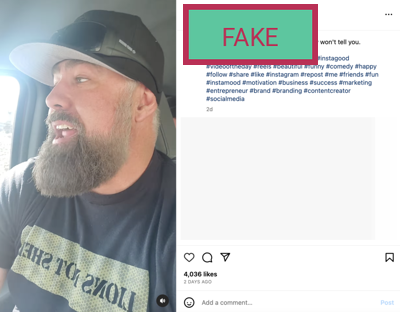 FAKE
won't tell you.
#instagood
#videooftheday #reels #beautiful #funny #comedy #happy
#follow #share #like #instagram #repost #me #friends #fun
#instamood #motivation #business #success #marketing
#entrepreneur #brand #branding #contentcreator
#socialmedia
2d
LIONS NOT SHE
4,036 likes
2 DAYS AGO
Add a comment...
Post